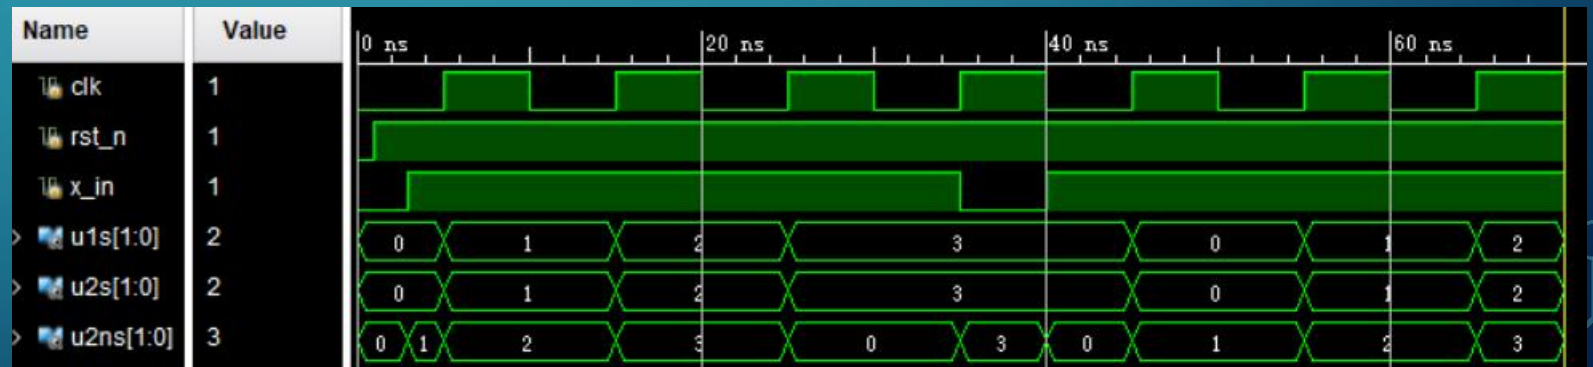 Name Value
0 ns 20 ns 40 ns 60 ns
clk 1
rst_n 1
x_in 1
u1s[1:0] 2 0 1 2 3 0 1 2
u2s[1:0] 2 0 1 2 3 0 1 2
u2ns[1:0] 3 0 1 2 3 0 3 0 1 2 3